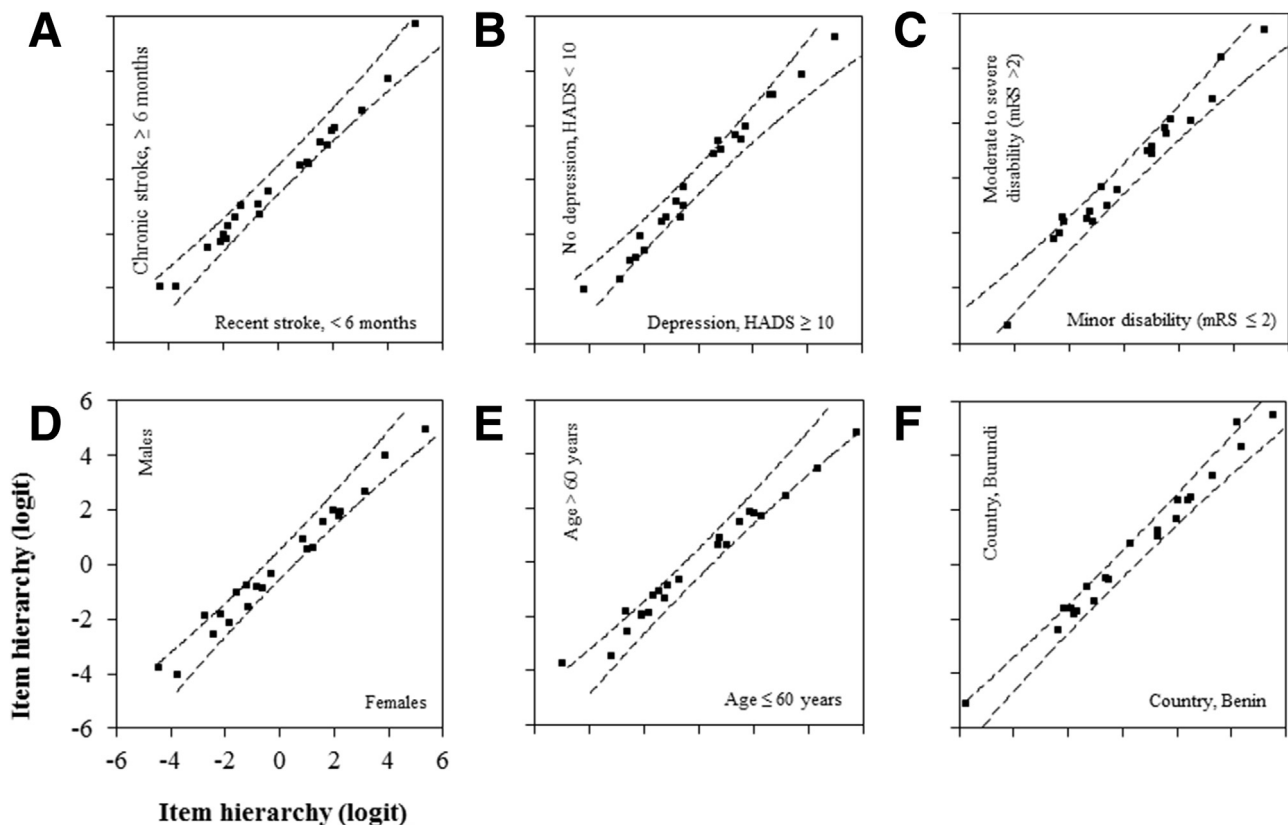 A
Chronic stroke, ≥ 6 months
Recent stroke, < 6 months
B
No depression, HADS < 10
Depression, HADS ≥ 10
C
Moderate to severe
disability (mRS >2)
Minor disability (mRS ≤ 2)
D
Males
Females
6
4
2
0
-2
-4
-6
-6
-4
-2
0
2
4
6
Item hierarchy (logit)
Item hierarchy (logit)
E
Age > 60 years
Age ≤ 60 years
F
Country, Burundi
Country, Benin